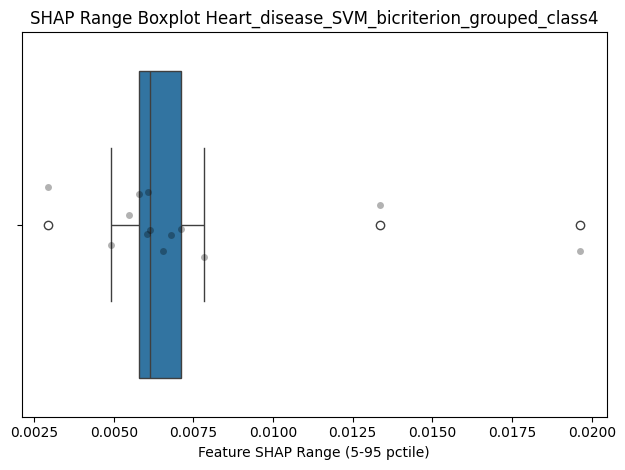 SHAP Range Boxplot Heart_disease_SVM_bicriterion_grouped_class4
0.0025 0.0050 0.0075 0.0100 0.0125 0.0150 0.0175 0.0200
Feature SHAP Range (5-95 pctile)